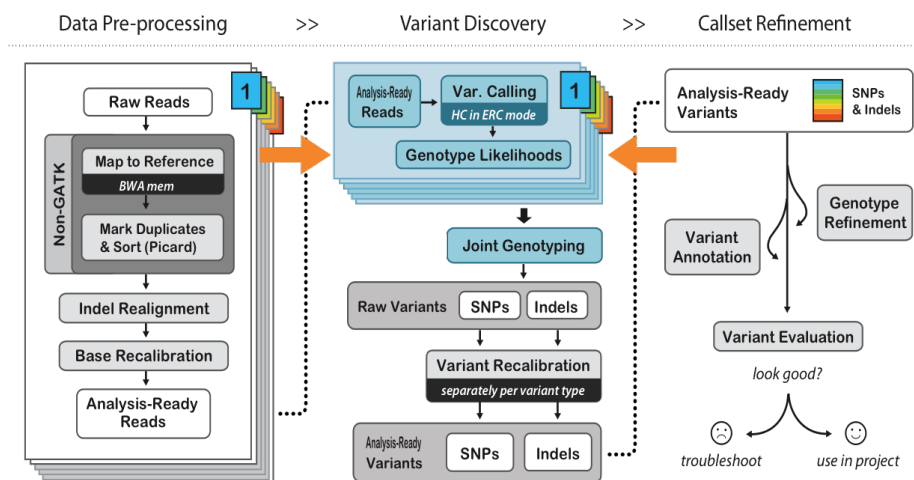 Data Pre-processing >> Variant Discovery >> Callset Refinement
1
Raw Reads
Non-GATK
Map to Reference
BWA mem
Mark Duplicates
& Sort (Picard)
Indel Realignment
Base Recalibration
Analysis-Ready
Reads
1
Analysis-Ready
Reads
Var. Calling
HC in ERC mode
Genotype Likelihoods
Joint Genotyping
Raw Variants
SNPs
Indels
Variant Recalibration
separately per variant type
Analysis-Ready
Variants
SNPs
Indels
Analysis-Ready
Variants
SNPs
& Indels
Genotype
Refinement
Variant
Annotation
Variant Evaluation
look good?
troubleshoot
use in project